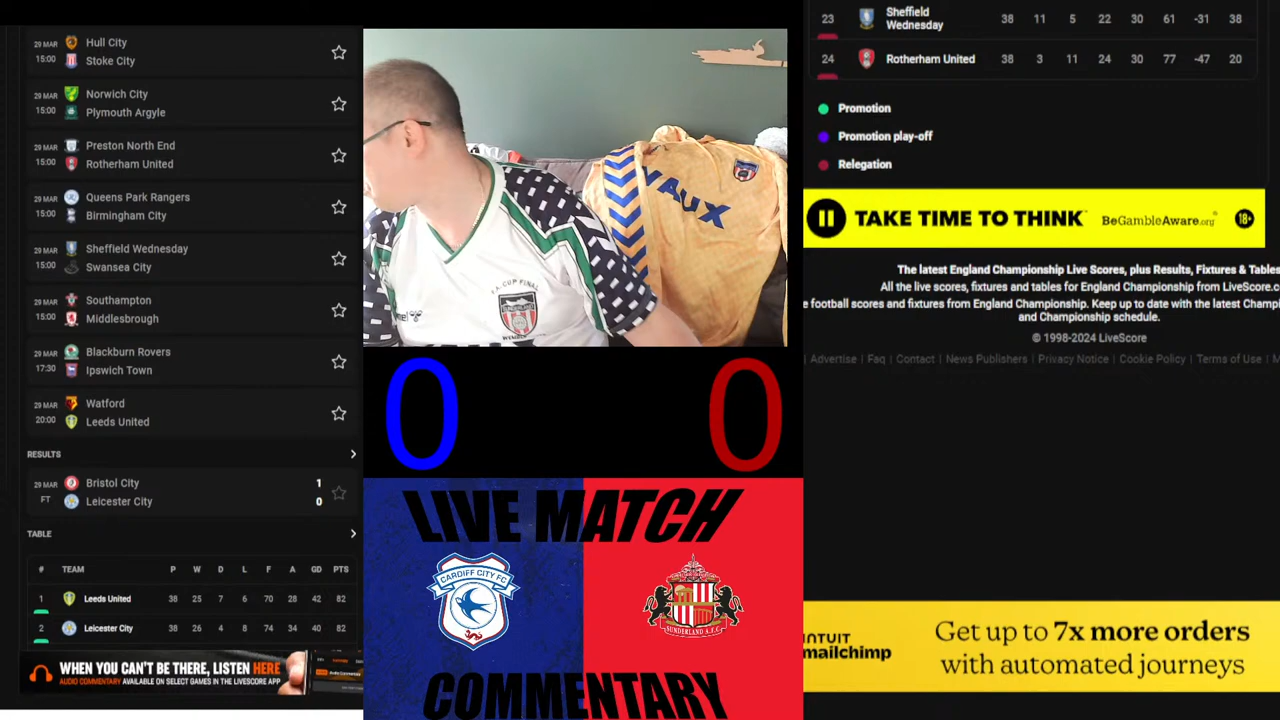 29 MAR
15:00
Hull City
Stoke City
29 MAR
15:00
Norwich City
Plymouth Argyle
29 MAR
15:00
Preston North End
Rotherham United
29 MAR
15:00
Queens Park Rangers
Birmingham City
29 MAR
15:00
Sheffield Wednesday
Swansea City
29 MAR
15:00
Southampton
Middlesbrough
29 MAR
17:30
Blackburn Rovers
Ipswich Town
29 MAR
20:00
Watford
Leeds United
RESULTS
29 MAR
FT
Bristol City 1
Leicester City 0
TABLE
# TEAM P W D L F A GD PTS
1 Leeds United 38 25 7 6 70 28 42 82
2 Leicester City 38 26 4 8 74 34 40 82
WHEN YOU CAN'T BE THERE, LISTEN HERE
AUDIO COMMENTARY AVAILABLE ON SELECT GAMES IN THE LIVESCORE APP
VAUX
F.A. CUP FINAL
0 0
LIVE MATCH
CARDIFF CITY FC
SUNDERLAND A.F.C.
COMMENTARY
23 Sheffield Wednesday 38 11 5 22 30 61 -31 38
24 Rotherham United 38 3 11 24 30 77 -47 20
Promotion
Promotion play-off
Relegation
TAKE TIME TO THINK BeGambleAware.org 18+
The latest England Championship Live Scores, plus Results, Fixtures & Tables
All the live scores, fixtures and tables for England Championship from LiveScore.c
e football scores and fixtures from England Championship. Keep up to date with the latest Champ
and Championship schedule.
© 1998-2024 LiveScore
Advertise | Faq | Contact | News Publishers | Privacy Notice | Cookie Policy | Terms of Use
INTUIT
mailchimp
Get up to 7x more orders
with automated journeys